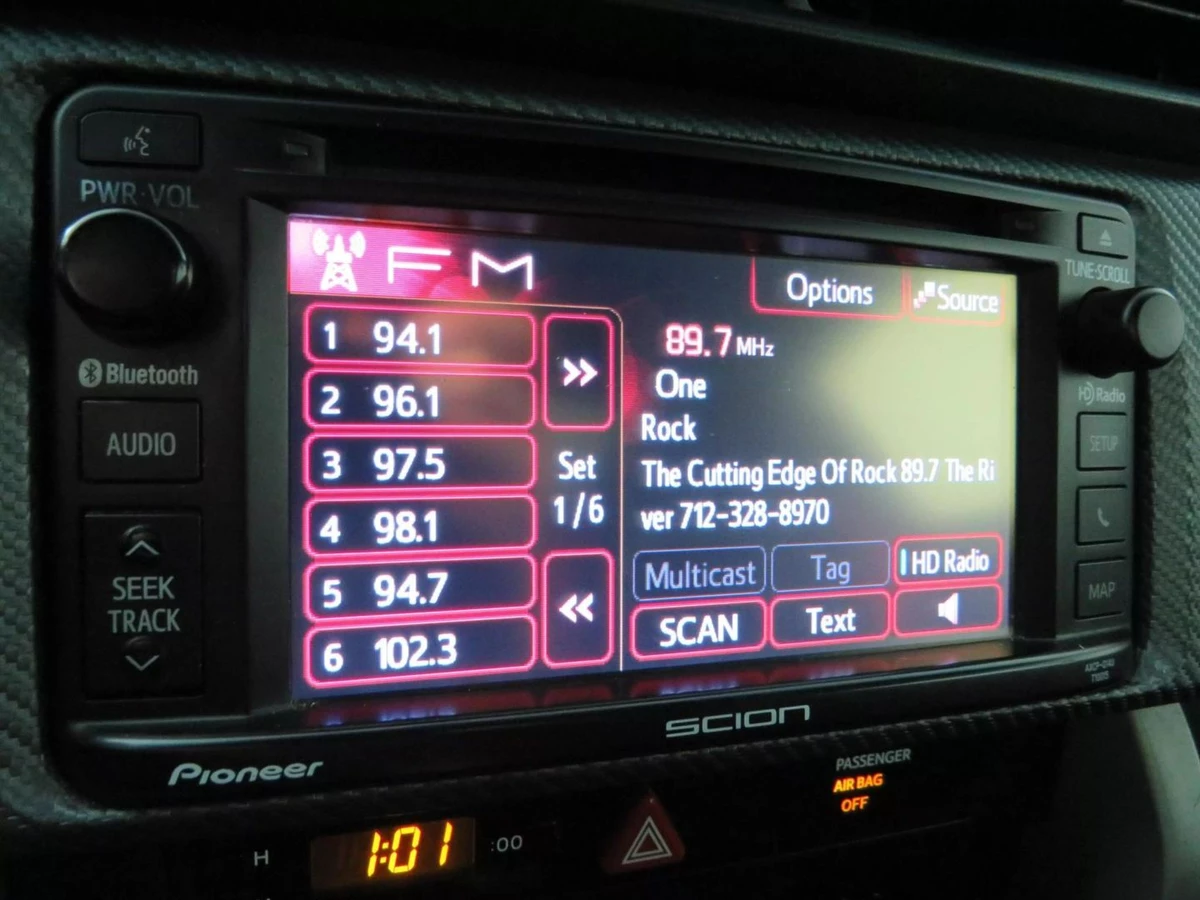 PWR·VOL
FM
Options
Source
TUNE·SCROLL
1 94.1
2 96.1
3 97.5
4 98.1
5 94.7
6 102.3
Set
1/6
89.7 MHz
One
Rock
The Cutting Edge Of Rock 89.7 The Ri
ver 712-328-8970
Multicast
Tag
HD Radio
SCAN
Text
Bluetooth
AUDIO
SEEK
TRACK
HD Radio
SETUP
MAP
SCION
Pioneer
PASSENGER
AIR BAG
OFF
H
1:01
:00